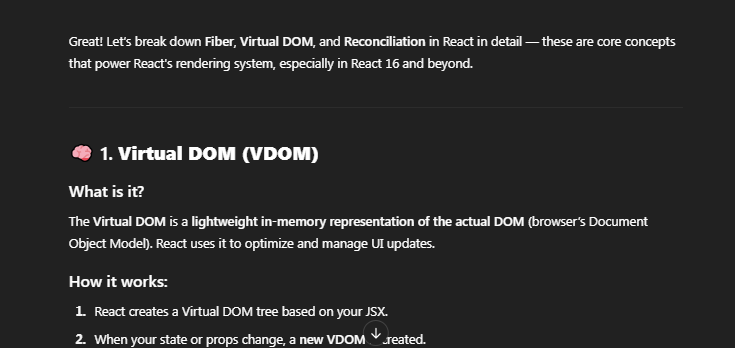 Great! Let's break down Fiber, Virtual DOM, and Reconciliation in React in detail — these are core concepts
that power React's rendering system, especially in React 16 and beyond.
🧠 1. Virtual DOM (VDOM)
What is it?
The Virtual DOM is a lightweight in-memory representation of the actual DOM (browser's Document
Object Model). React uses it to optimize and manage UI updates.
How it works:
1. React creates a Virtual DOM tree based on your JSX.
2. When your state or props change, a new VDOM